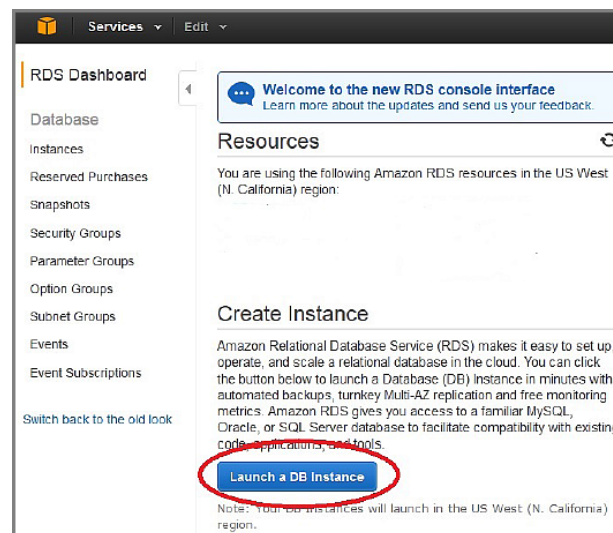 Services
Edit
RDS Dashboard
Database
Instances
Reserved Purchases
Snapshots
Security Groups
Parameter Groups
Option Groups
Subnet Groups
Events
Event Subscriptions
Switch back to the old look
Welcome to the new RDS console interface
Learn more about the updates and send us your feedback.
Resources
You are using the following Amazon RDS resources in the US West
(N. California) region:
Create Instance
Amazon Relational Database Service (RDS) makes it easy to set up,
operate, and scale a relational database in the cloud. You can click
the button below to launch a Database (DB) Instance in minutes with
automated backups, turnkey Multi-AZ replication and free monitoring
metrics. Amazon RDS gives you access to a familiar MySQL,
Oracle, or SQL Server database to facilitate compatibility with existing
code, applications, and tools.
Launch a DB Instance
Note: Your DB Instances will launch in the US West (N. California)
region.